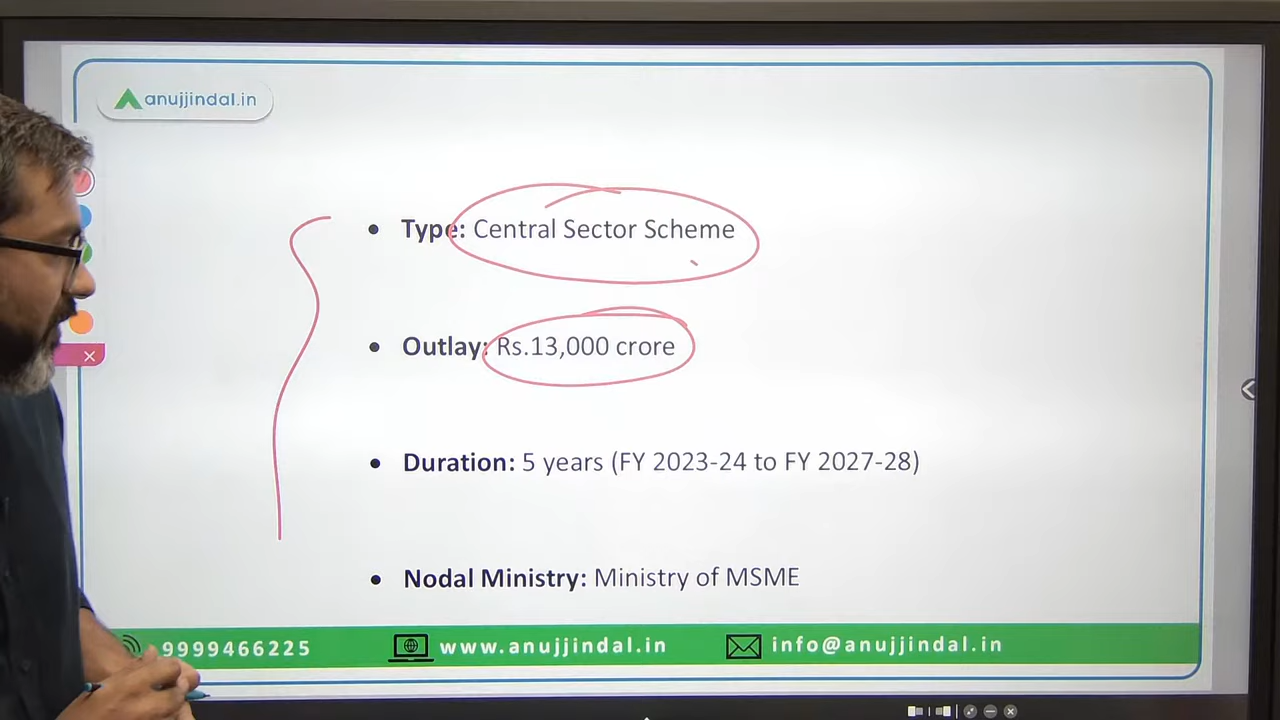 anujjindal.in
• Type: Central Sector Scheme
• Outlay: Rs.13,000 crore
• Duration: 5 years (FY 2023-24 to FY 2027-28)
• Nodal Ministry: Ministry of MSME
9999466225 www.anujjindal.in info@anujjindal.in